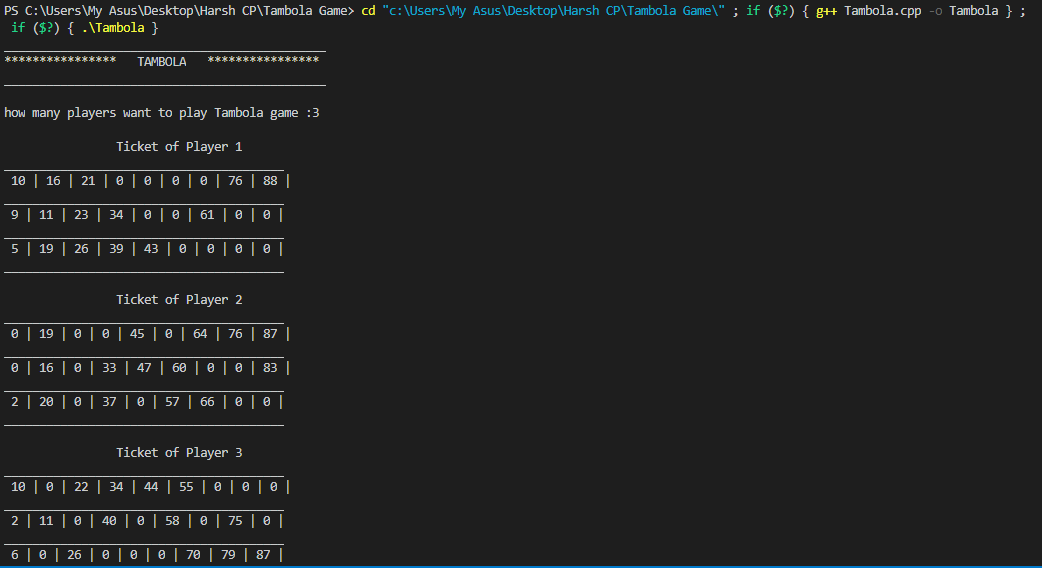 PS C:\Users\My Asus\Desktop\Harsh CP\Tambola Game> cd "c:\Users\My Asus\Desktop\Harsh CP\Tambola Game\" ; if ($?) { g++ Tambola.cpp -o Tambola } ;
if ($?) { .\Tambola }
**************** TAMBOLA ****************
how many players want to play Tambola game :3
Ticket of Player 1
10 | 16 | 21 | 0 | 0 | 0 | 0 | 76 | 88 |
9 | 11 | 23 | 34 | 0 | 0 | 61 | 0 | 0 |
5 | 19 | 26 | 39 | 43 | 0 | 0 | 0 | 0 |
Ticket of Player 2
0 | 19 | 0 | 0 | 45 | 0 | 64 | 76 | 87 |
0 | 16 | 0 | 33 | 47 | 60 | 0 | 0 | 83 |
2 | 20 | 0 | 37 | 0 | 57 | 66 | 0 | 0 |
Ticket of Player 3
10 | 0 | 22 | 34 | 44 | 55 | 0 | 0 | 0 |
2 | 11 | 0 | 40 | 0 | 58 | 0 | 75 | 0 |
6 | 0 | 26 | 0 | 0 | 0 | 70 | 79 | 87 |